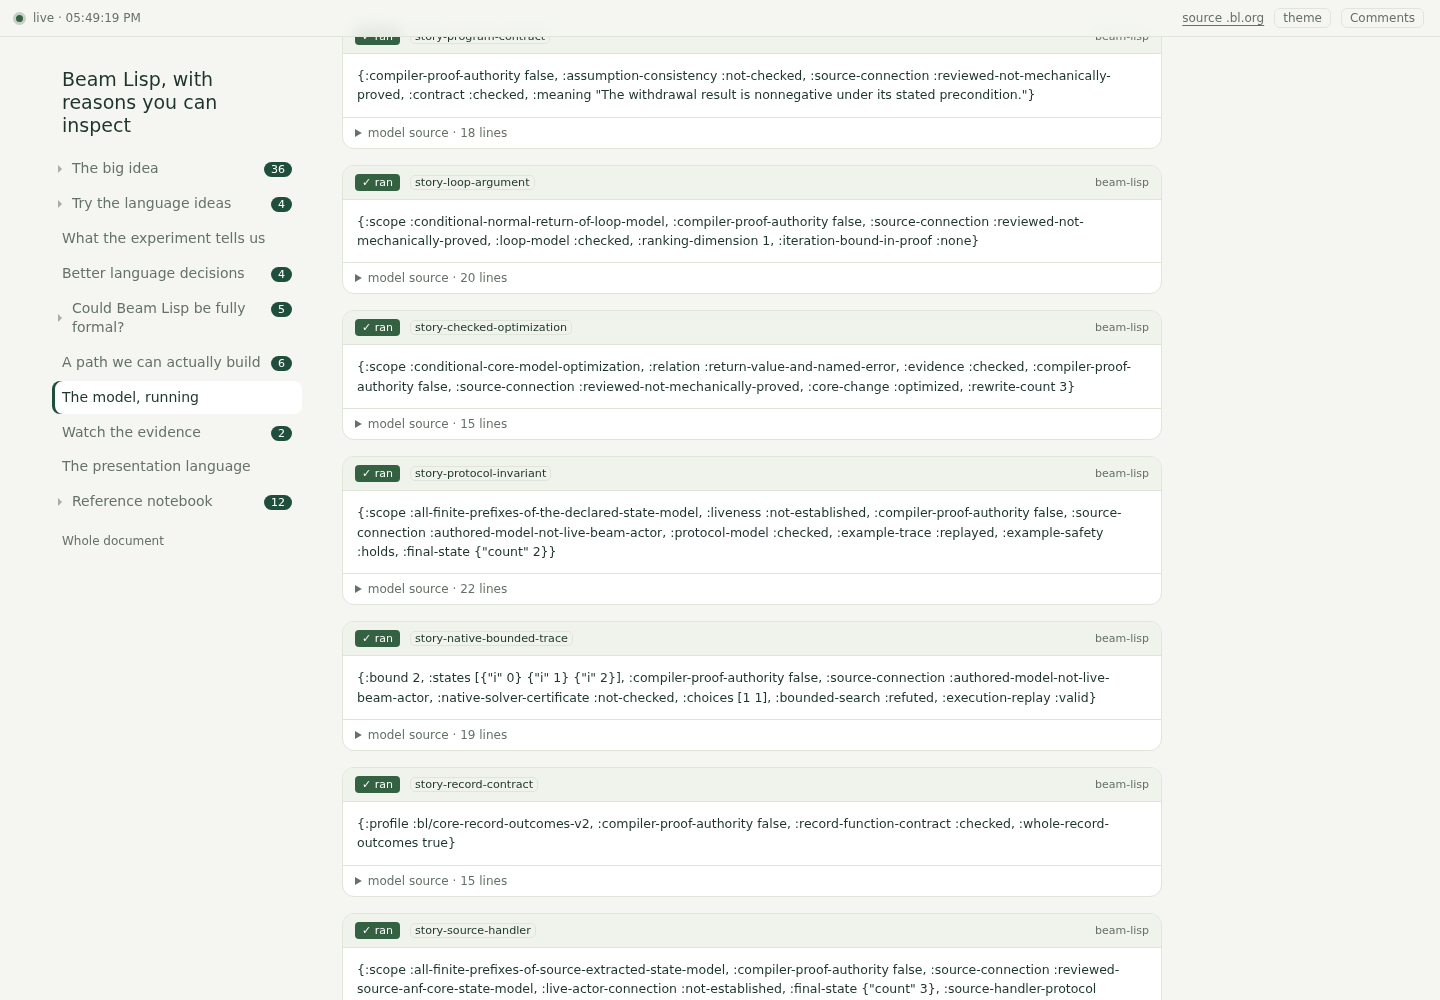 live · 05:49:19 PM
source .bl.org
theme
Comments
Beam Lisp, with
reasons you can
inspect
The big idea 36
Try the language ideas 4
What the experiment tells us
Better language decisions 4
Could Beam Lisp be fully 5
formal?
A path we can actually build 6
The model, running
Watch the evidence 2
The presentation language
Reference notebook 12
Whole document
✓ ran story-program-contract beam-lisp
{:compiler-proof-authority false, :assumption-consistency :not-checked, :source-connection :reviewed-not-mechanically-
proved, :contract :checked, :meaning "The withdrawal result is nonnegative under its stated precondition."}
model source · 18 lines
✓ ran story-loop-argument beam-lisp
{:scope :conditional-normal-return-of-loop-model, :compiler-proof-authority false, :source-connection :reviewed-not-
mechanically-proved, :loop-model :checked, :ranking-dimension 1, :iteration-bound-in-proof :none}
model source · 20 lines
✓ ran story-checked-optimization beam-lisp
{:scope :conditional-core-model-optimization, :relation :return-value-and-named-error, :evidence :checked, :compiler-proof-
authority false, :source-connection :reviewed-not-mechanically-proved, :core-change :optimized, :rewrite-count 3}
model source · 15 lines
✓ ran story-protocol-invariant beam-lisp
{:scope :all-finite-prefixes-of-the-declared-state-model, :liveness :not-established, :compiler-proof-authority false, :source-
connection :authored-model-not-live-beam-actor, :protocol-model :checked, :example-trace :replayed, :example-safety
:holds, :final-state {"count" 2}}
model source · 22 lines
✓ ran story-native-bounded-trace beam-lisp
{:bound 2, :states [{"i" 0} {"i" 1} {"i" 2}], :compiler-proof-authority false, :source-connection :authored-model-not-live-
beam-actor, :native-solver-certificate :not-checked, :choices [1 1], :bounded-search :refuted, :execution-replay :valid}
model source · 19 lines
✓ ran story-record-contract beam-lisp
{:profile :bl/core-record-outcomes-v2, :compiler-proof-authority false, :record-function-contract :checked, :whole-record-
outcomes true}
model source · 15 lines
✓ ran story-source-handler beam-lisp
{:scope :all-finite-prefixes-of-source-extracted-state-model, :compiler-proof-authority false, :source-connection :reviewed-
source-anf-core-state-model, :live-actor-connection :not-established, :final-state {"count" 3}, :source-handler-protocol